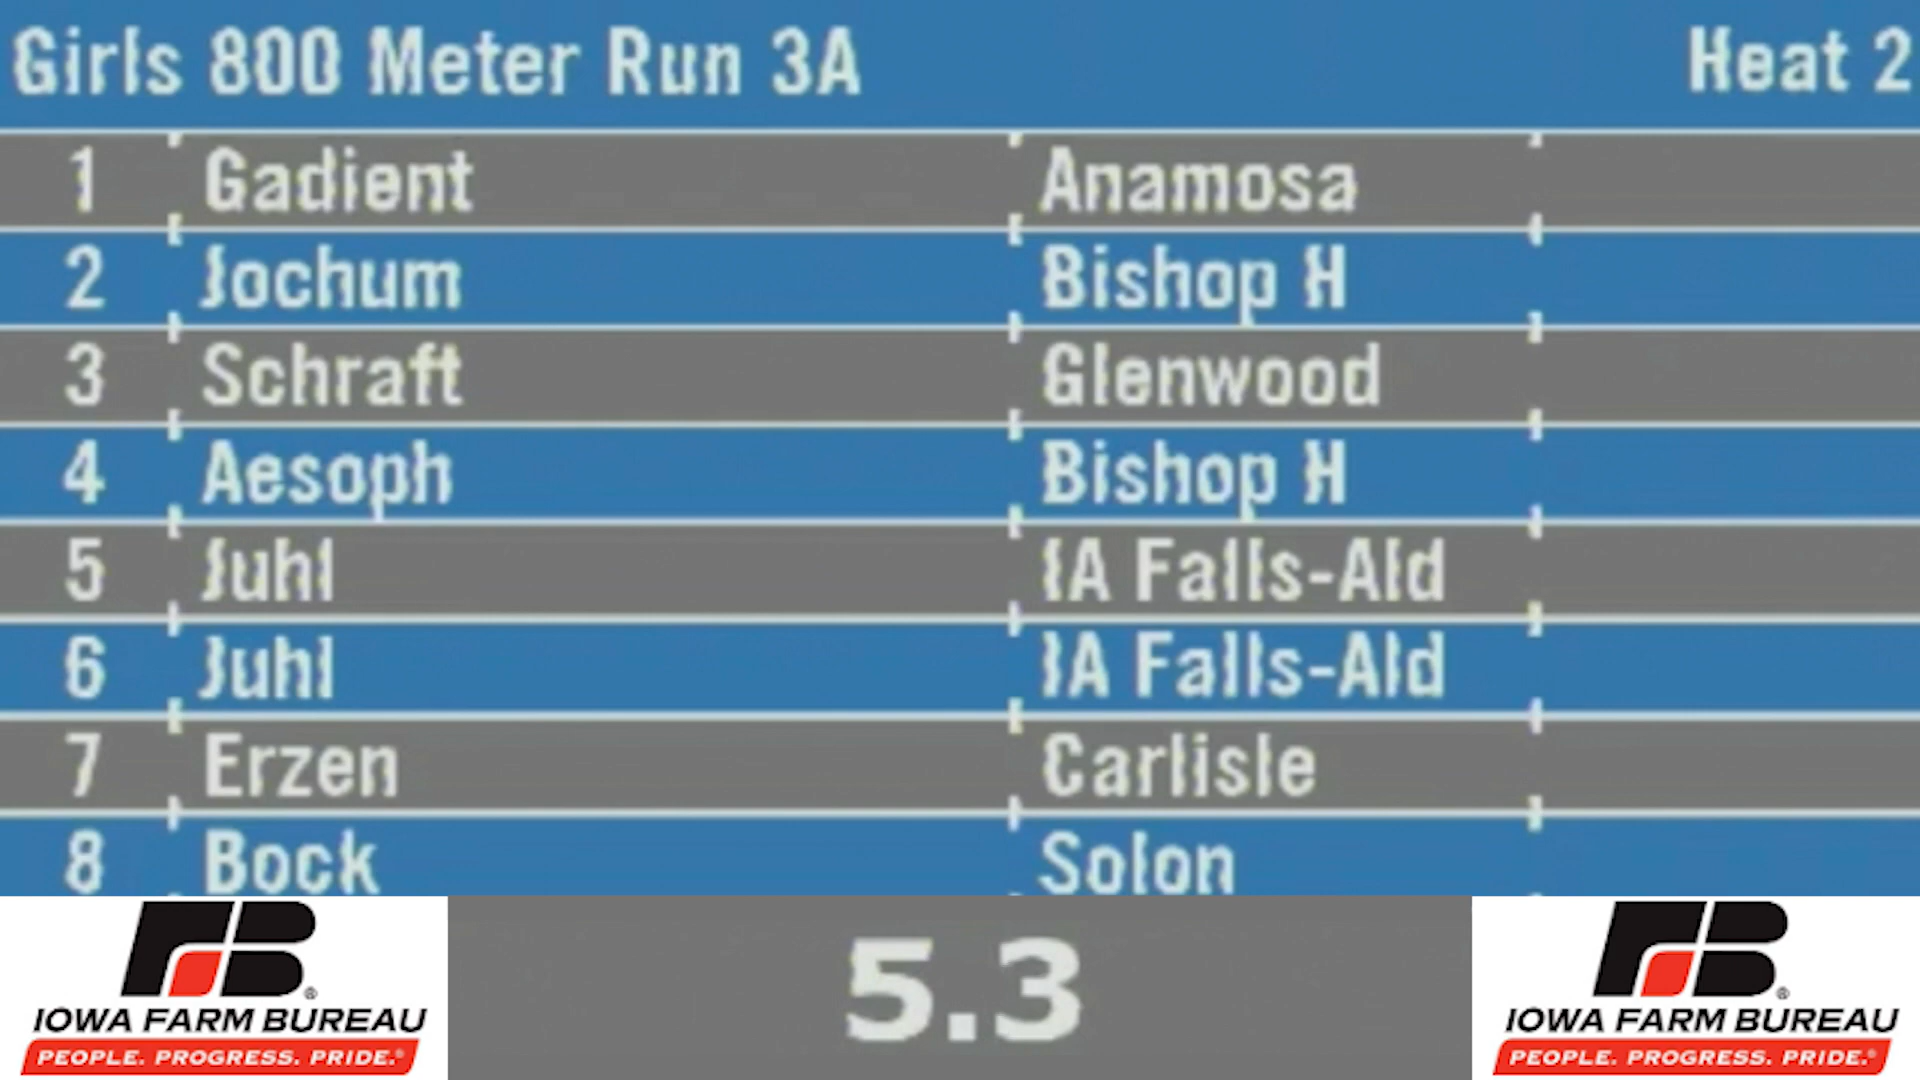 Girls 800 Meter Run 3A Heat 2
1 Gadient Anamosa
2 Jochum Bishop H
3 Schraft Glenwood
4 Aesoph Bishop H
5 Juhl IA Falls-Ald
6 Juhl IA Falls-Ald
7 Erzen Carlisle
8 Bock Solon
5.3
FB®
IOWA FARM BUREAU
PEOPLE. PROGRESS. PRIDE.®
FB®
IOWA FARM BUREAU
PEOPLE. PROGRESS. PRIDE.®